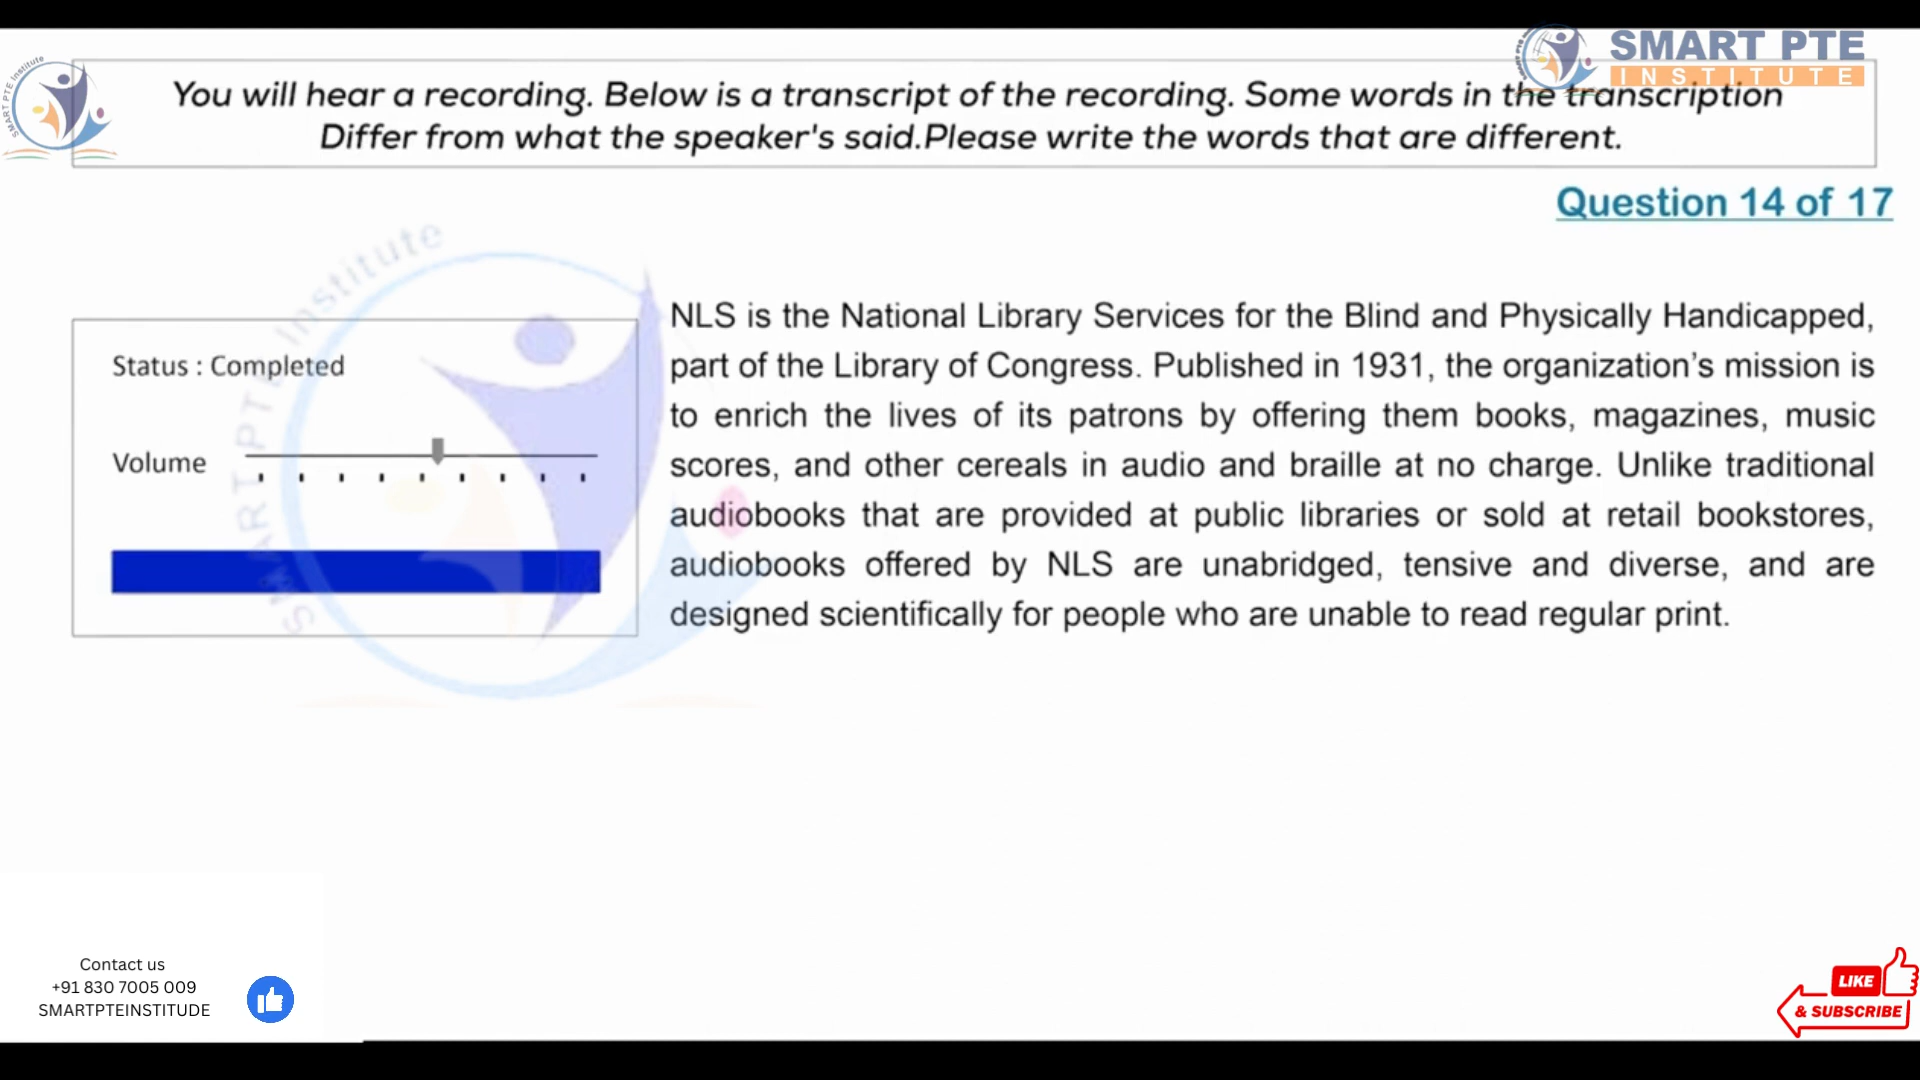 SMART PTE
INSTITUTE
SMART PTE Institute
You will hear a recording. Below is a transcript of the recording. Some words in the transcription
Differ from what the speaker's said.Please write the words that are different.
Question 14 of 17
SMART PTE Institute
Status : Completed
Volume
NLS is the National Library Services for the Blind and Physically Handicapped,
part of the Library of Congress. Published in 1931, the organization’s mission is
to enrich the lives of its patrons by offering them books, magazines, music
scores, and other cereals in audio and braille at no charge. Unlike traditional
audiobooks that are provided at public libraries or sold at retail bookstores,
audiobooks offered by NLS are unabridged, tensive and diverse, and are
designed scientifically for people who are unable to read regular print.
Contact us
+91 830 7005 009
SMARTPTEINSTITUDE
LIKE
& SUBSCRIBE